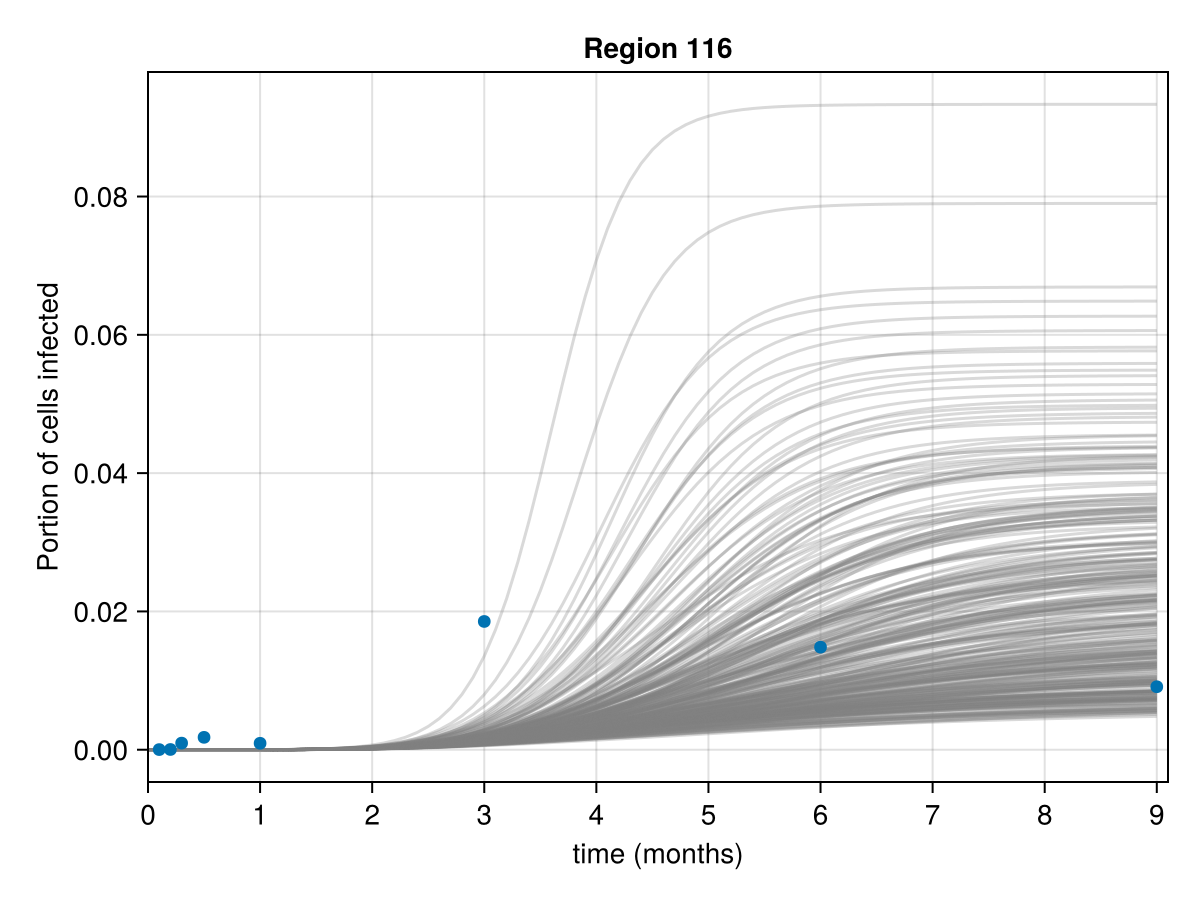 Region 116
Portion of cells infected
0.08
0.06
0.04
0.02
0.00
0 1 2 3 4 5 6 7 8 9
time (months)